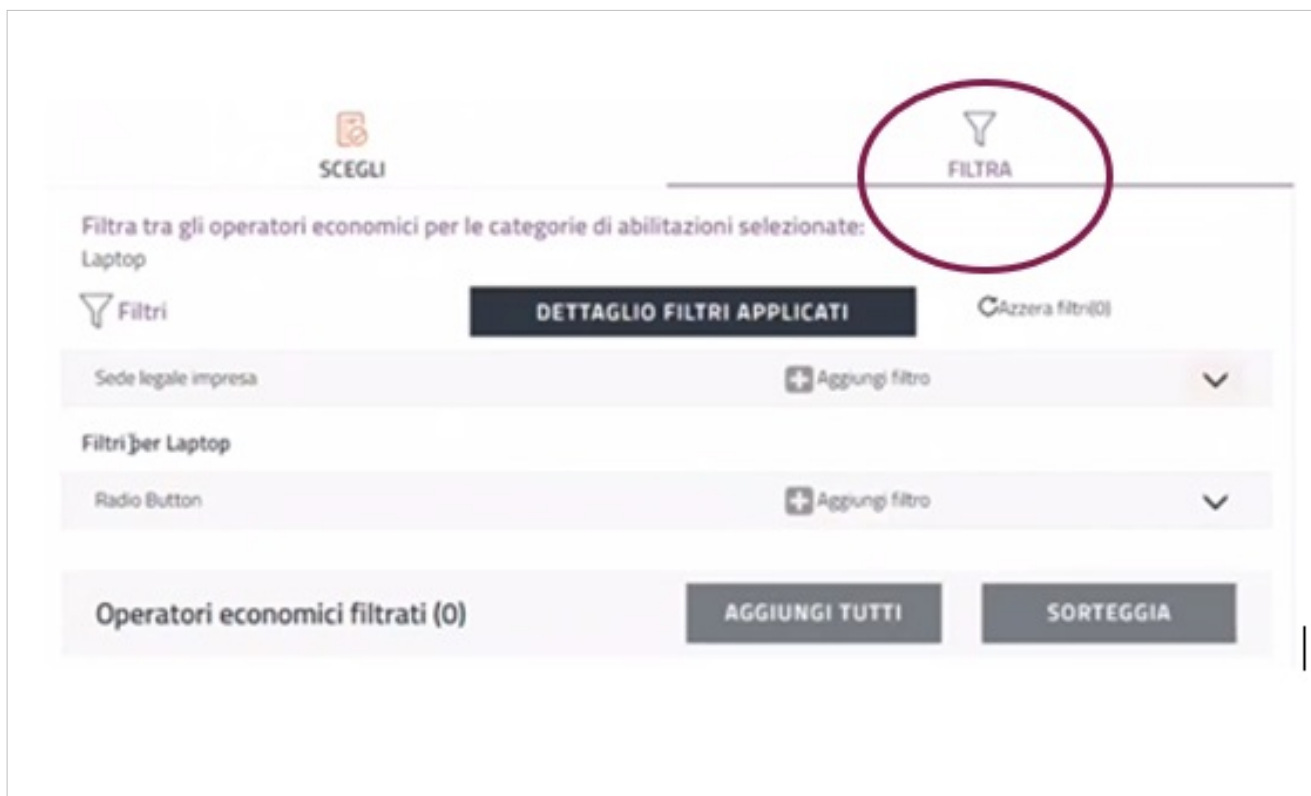 SCEGLI
FILTRA
Filtra tra gli operatori economici per le categorie di abilitazioni selezionate:
Laptop
Filtri
DETTAGLIO FILTRI APPLICATI
Azzera filtri(0)
Sede legale impresa
Aggiungi filtro
Filtri per Laptop
Radio Button
Aggiungi filtro
Operatori economici filtrati (0)
AGGIUNGI TUTTI
SORTEGGIA